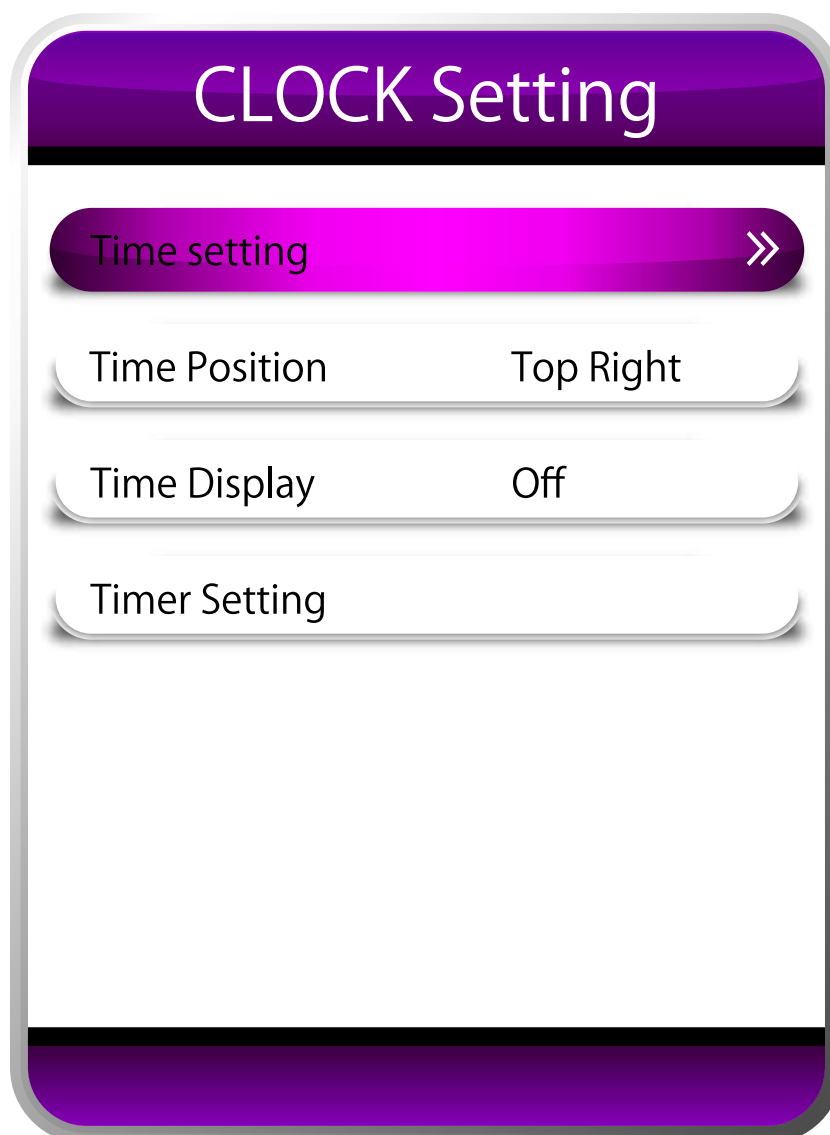 CLOCK Setting
Time setting
Time Position Top Right
Time Display Off
Timer Setting